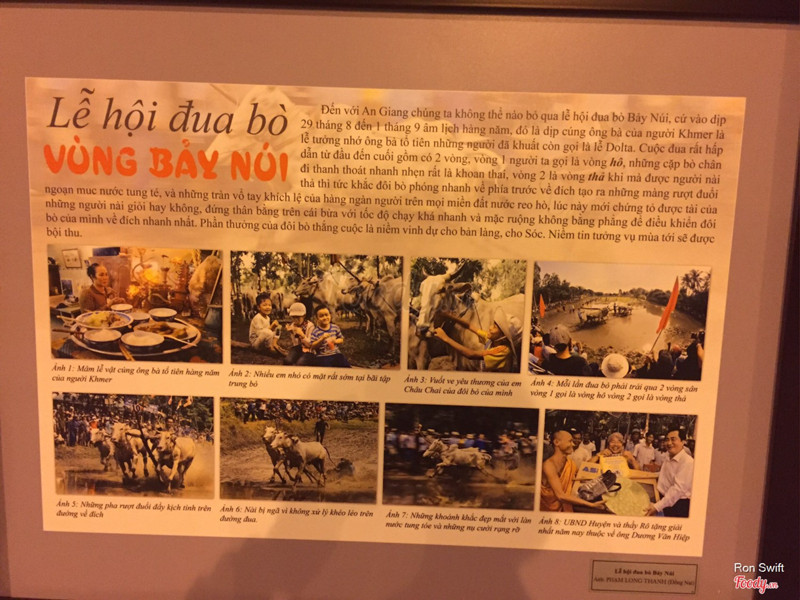 Lễ hội đua bò
VÙNG BẢY NÚI
Đến với An Giang chúng ta không thể nào bỏ qua lễ hội đua bò Bảy Núi, cứ vào dịp
29 tháng 8 đến 1 tháng 9 âm lịch hàng năm, đó là dịp cúng ông bà của người Khmer là
lễ tưởng nhớ ông bà tổ tiên những người đã khuất còn gọi là lễ Dolta. Cuộc đua rất hấp
dẫn từ đầu đến cuối gồm có 2 vòng, vòng 1 người ta gọi là vòng hô, những cặp bò chân
đi thanh thoát nhanh nhẹn rất là khoan thai, vòng 2 là vòng thả khi mà được người nài
thả thì tức khắc đôi bò phóng nhanh về phía trước về đích tạo ra những màng rượt đuổi
ngoạn mục nước tung té, và những tràn vỗ tay khích lệ của hàng ngàn người trên mọi miền đất nước reo hò, lúc này mới chứng tỏ được tài của
những người nài giỏi hay không, đứng thăng bằng trên cái bừa với tốc độ chạy khá nhanh và mặc ruộng không bằng phẳng để điều khiển đôi
bò của mình về đích nhanh nhất. Phần thưởng của đôi bò thắng cuộc là niềm vinh dự cho bản làng, cho Sóc. Niềm tin tưởng vụ mùa tới sẽ được
bội thu.
Ảnh 1: Mâm lễ vật cúng ông bà tổ tiên hàng năm
của người Khmer
Ảnh 2: Nhiều em nhỏ có mặt rất sớm tại bãi tập
trung bò
Ảnh 3: Vuốt ve yêu thương của em
Châu Chai của đôi bò của mình
Ảnh 4: Mỗi lần đua bò phải trải qua 2 vòng sân
vòng 1 gọi là vòng hô vòng 2 gọi là vòng thả
Ảnh 5: Những pha rượt đuổi đầy kịch tính trên
đường về đích
Ảnh 6: Nài bị ngã vì không xử lý khéo léo trên
đường đua.
Ảnh 7: Những khoảnh khắc đẹp mắt với làn
nước tung tóe và những nụ cười rạng rỡ
Ảnh 8: UBND Huyện và thầy Rô tặng giải
nhất năm nay thuộc về ông Dương Văn Hiệp
Lễ hội đua bò Bảy Núi
Ảnh: PHẠM LONG THANH (Đồng Nai)
Ron Swift
Foody.vn